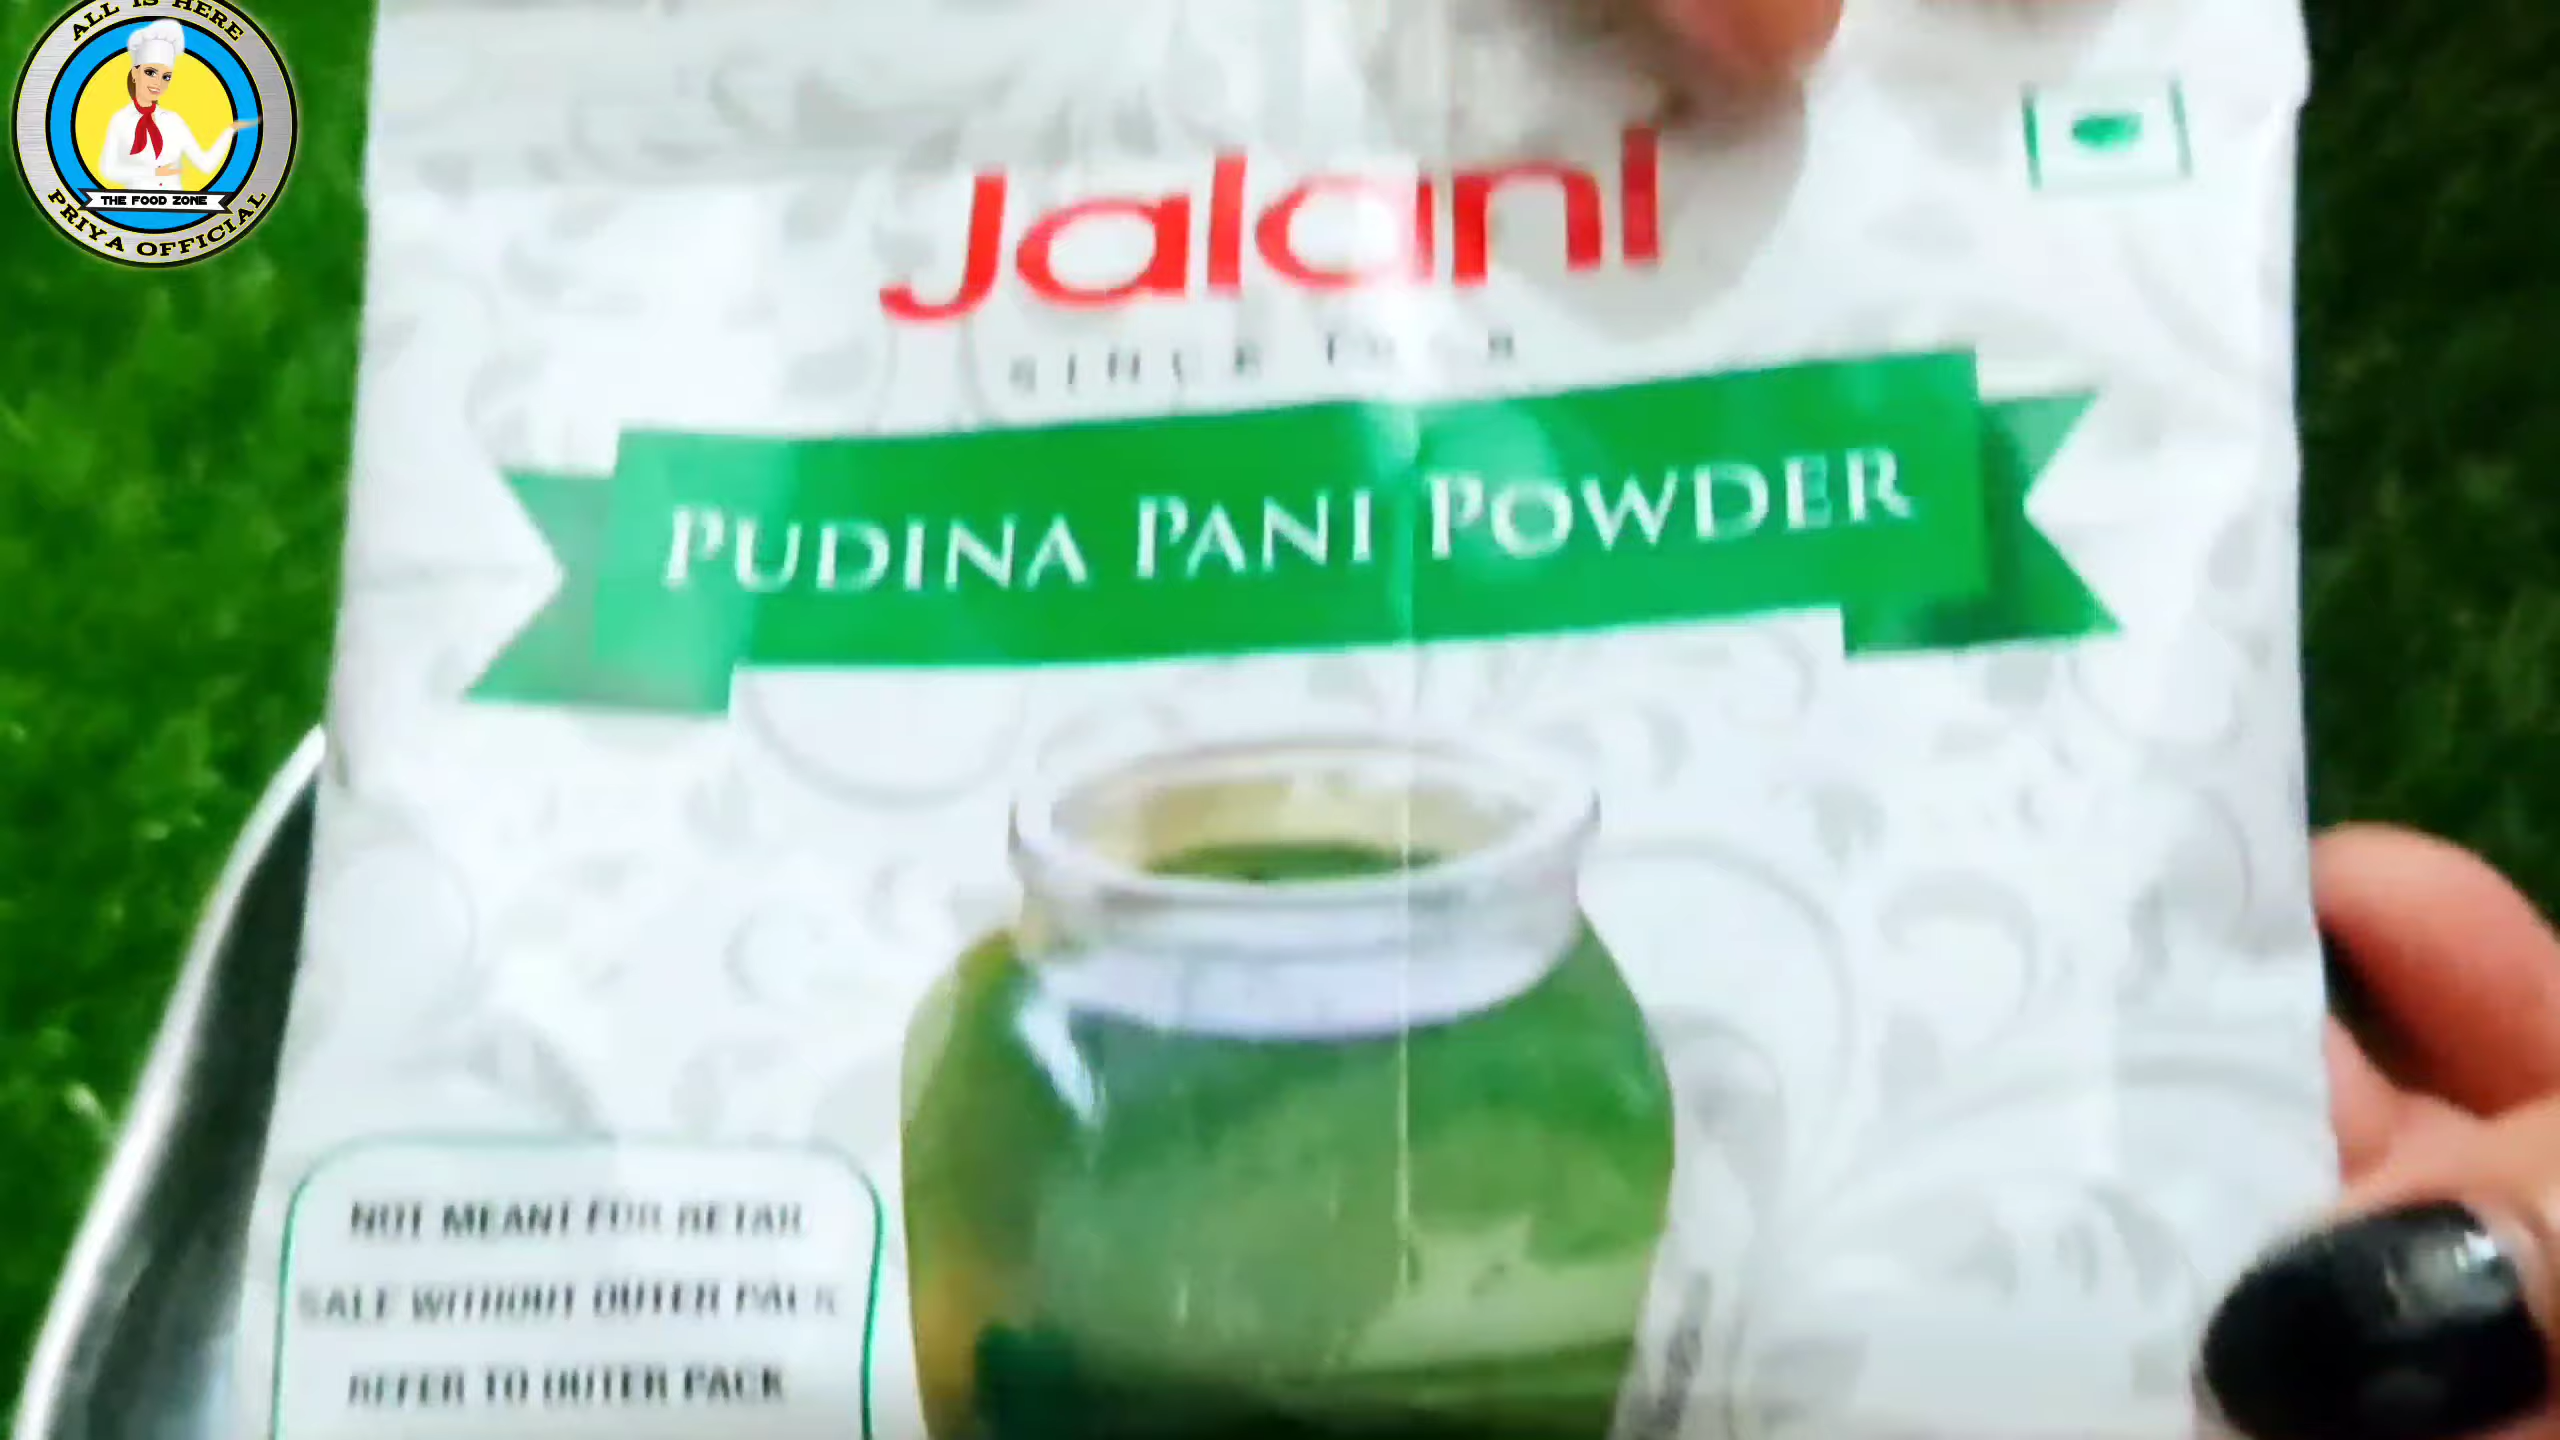 ALL IS HERE
THE FOOD ZONE
PRIYA OFFICIAL
Jalani
SINCE
PUDINA PANI POWDER
NOT MEANT FOR RETAIL
SALE WITHOUT OUTER PACK
REFER TO OUTER PACK